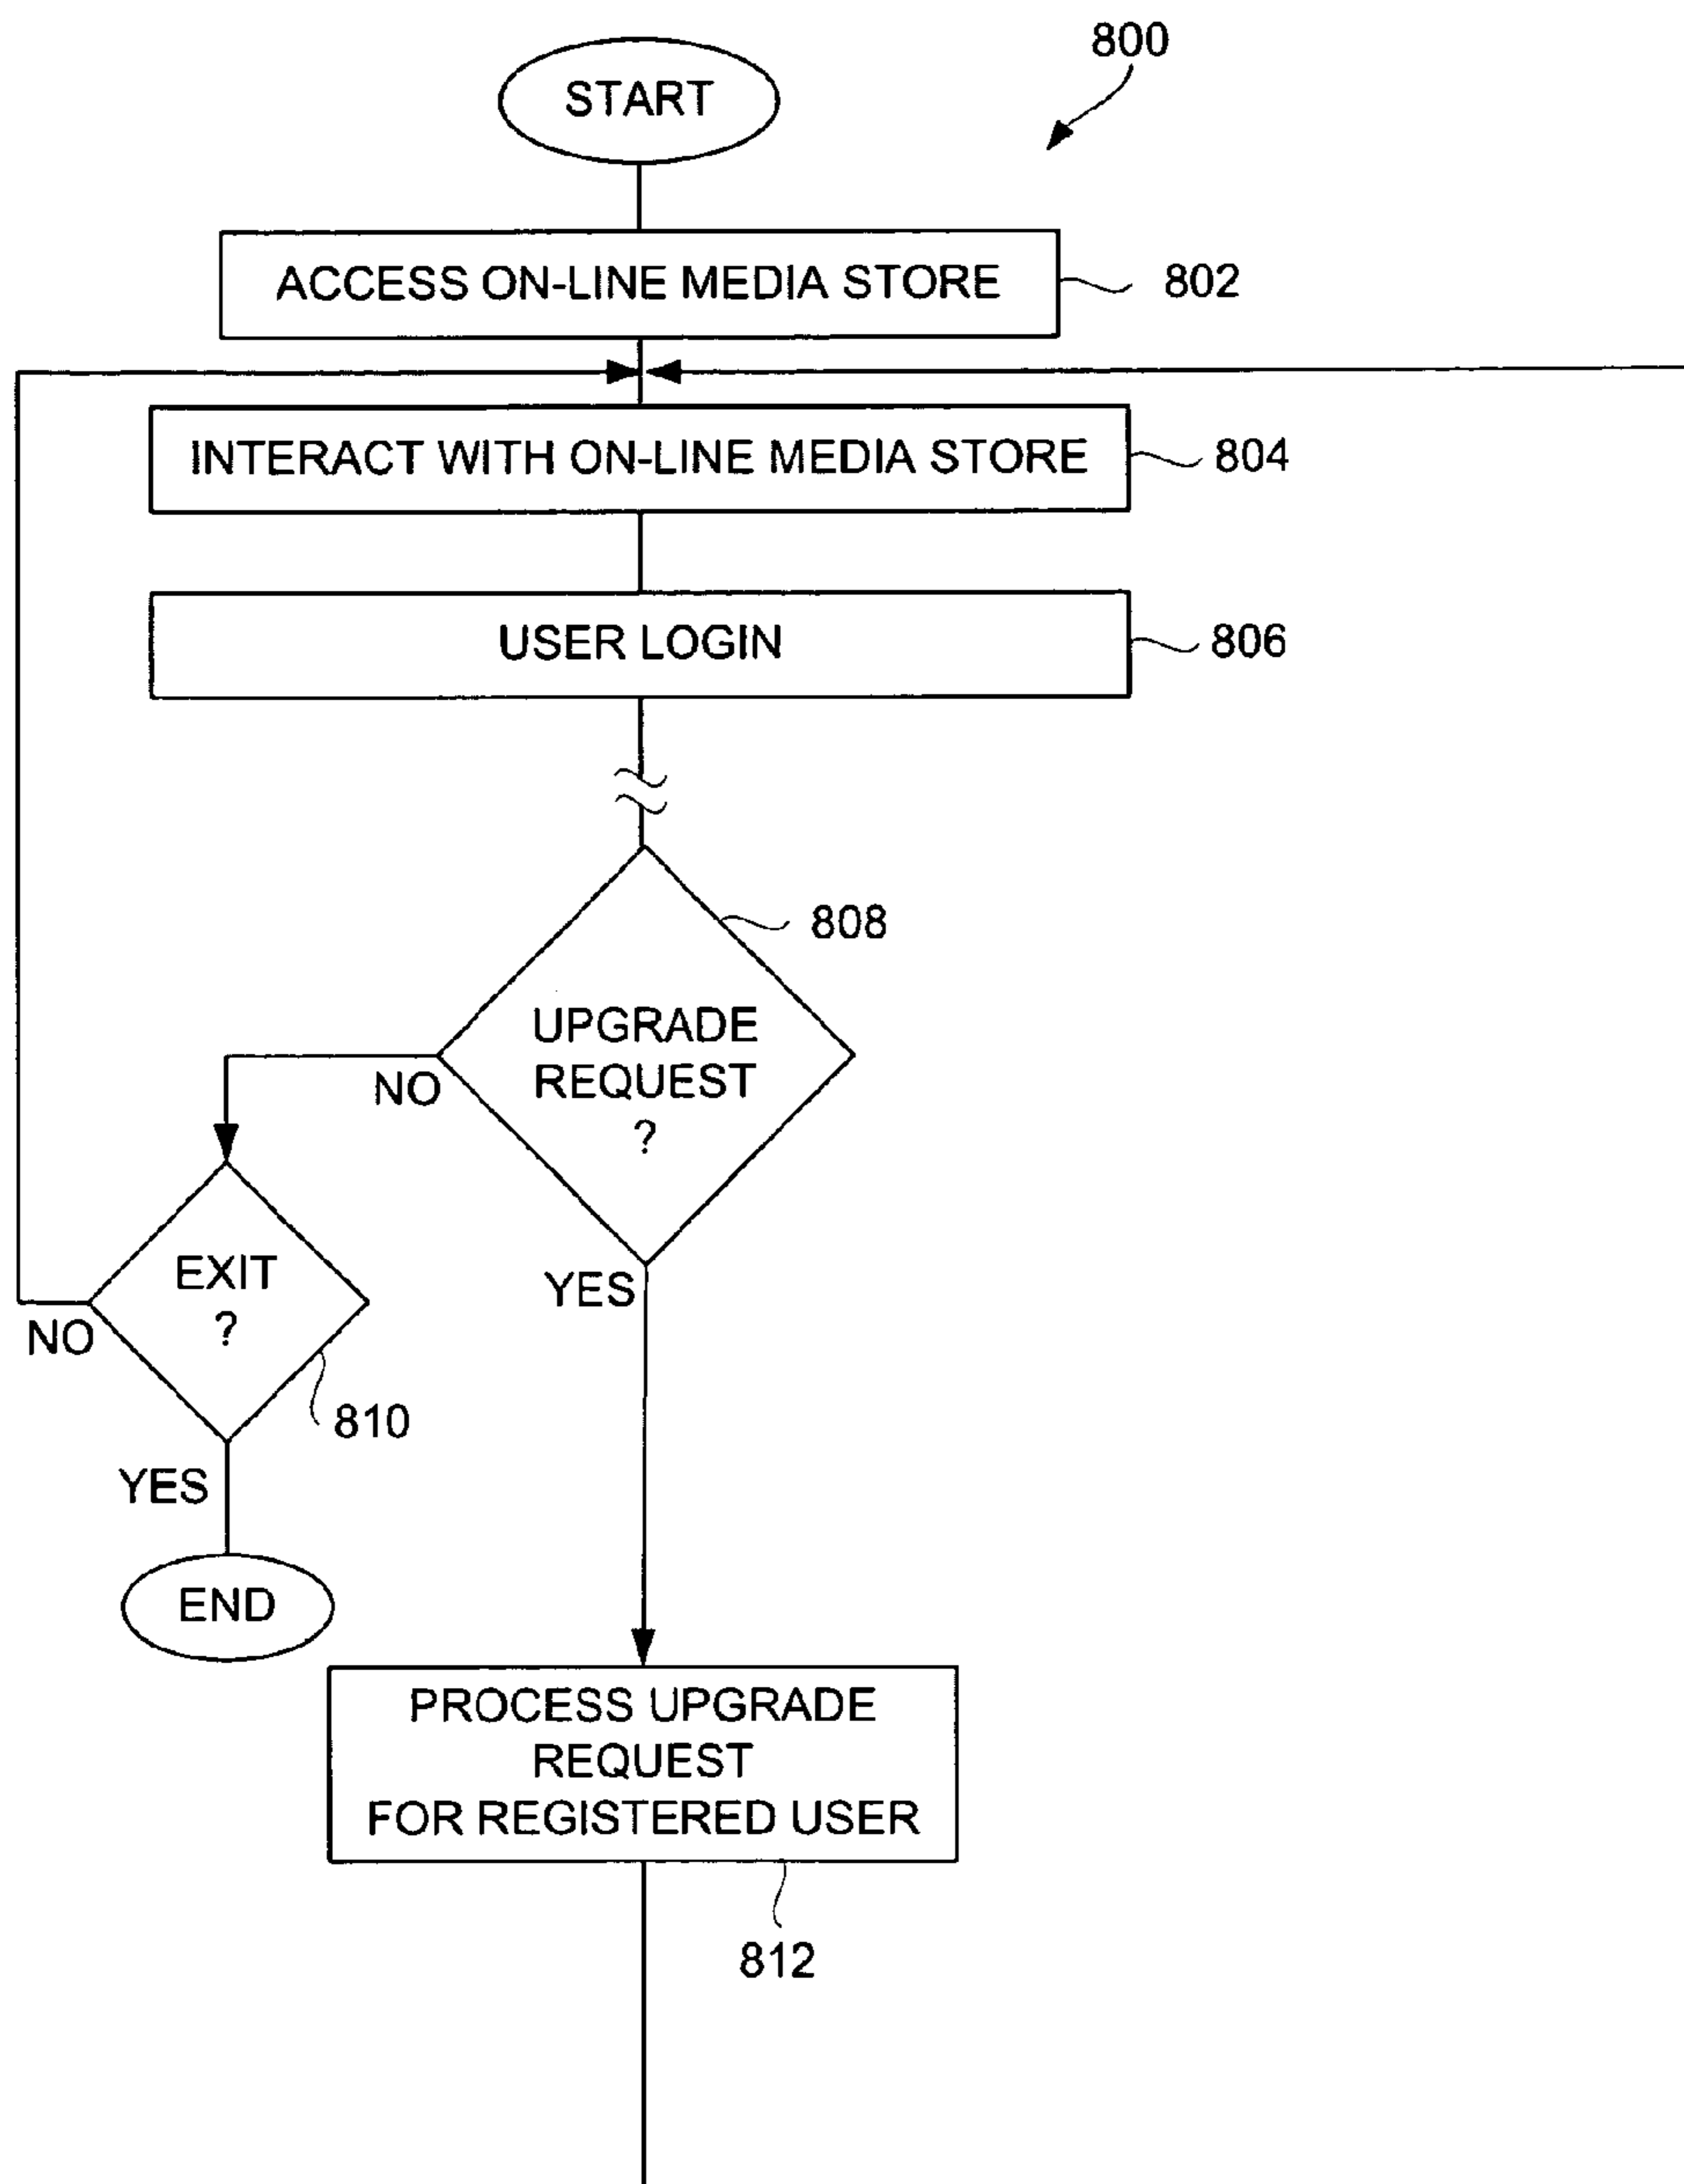 800
START
ACCESS ON-LINE MEDIA STORE
802
INTERACT WITH ON-LINE MEDIA STORE
804
USER LOGIN
806
808
UPGRADE
REQUEST
?
NO
EXIT
?
YES
NO
810
YES
END
PROCESS UPGRADE
REQUEST
FOR REGISTERED USER
812